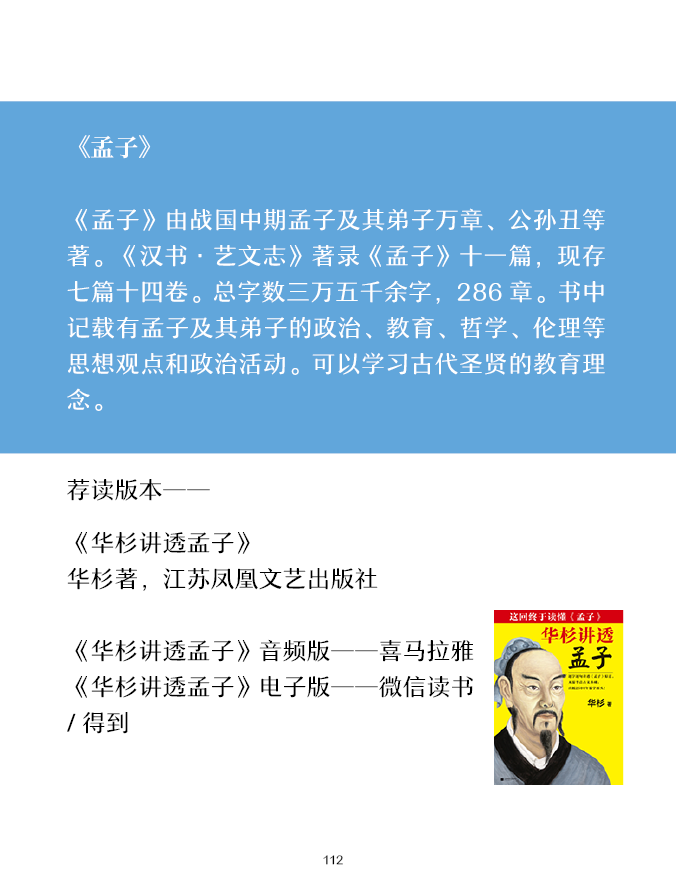 《孟子》
《孟子》由战国中期孟子及其弟子万章、公孙丑等
著。《汉书·艺文志》著录《孟子》十一篇，现存
七篇十四卷。总字数三万五千余字，286 章。书中
记载有孟子及其弟子的政治、教育、哲学、伦理等
思想观点和政治活动。可以学习古代圣贤的教育理
念。
荐读版本——
《华杉讲透孟子》
华杉著，江苏凤凰文艺出版社
《华杉讲透孟子》音频版——喜马拉雅
《华杉讲透孟子》电子版——微信读书
/ 得到
这回终于读懂《孟子》
华杉讲透
孟子
华杉 著
112